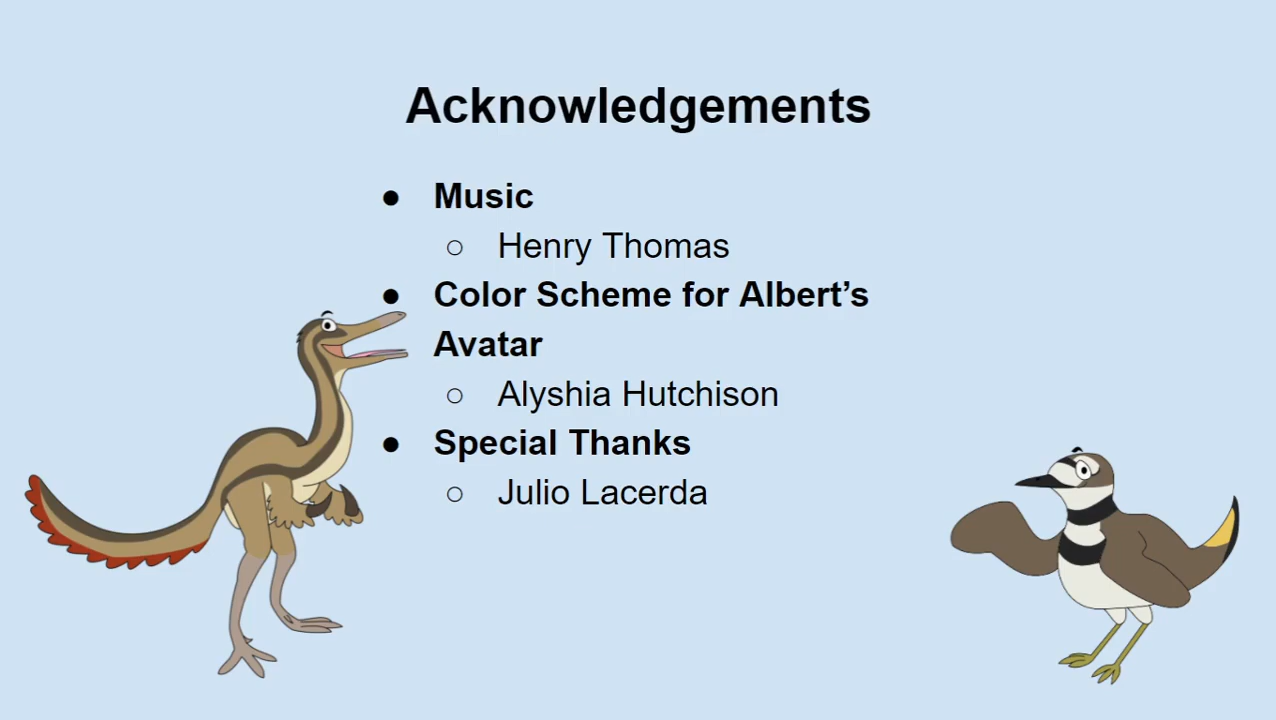 Acknowledgements
● Music
○ Henry Thomas
● Color Scheme for Albert’s
Avatar
○ Alyshia Hutchison
● Special Thanks
○ Julio Lacerda